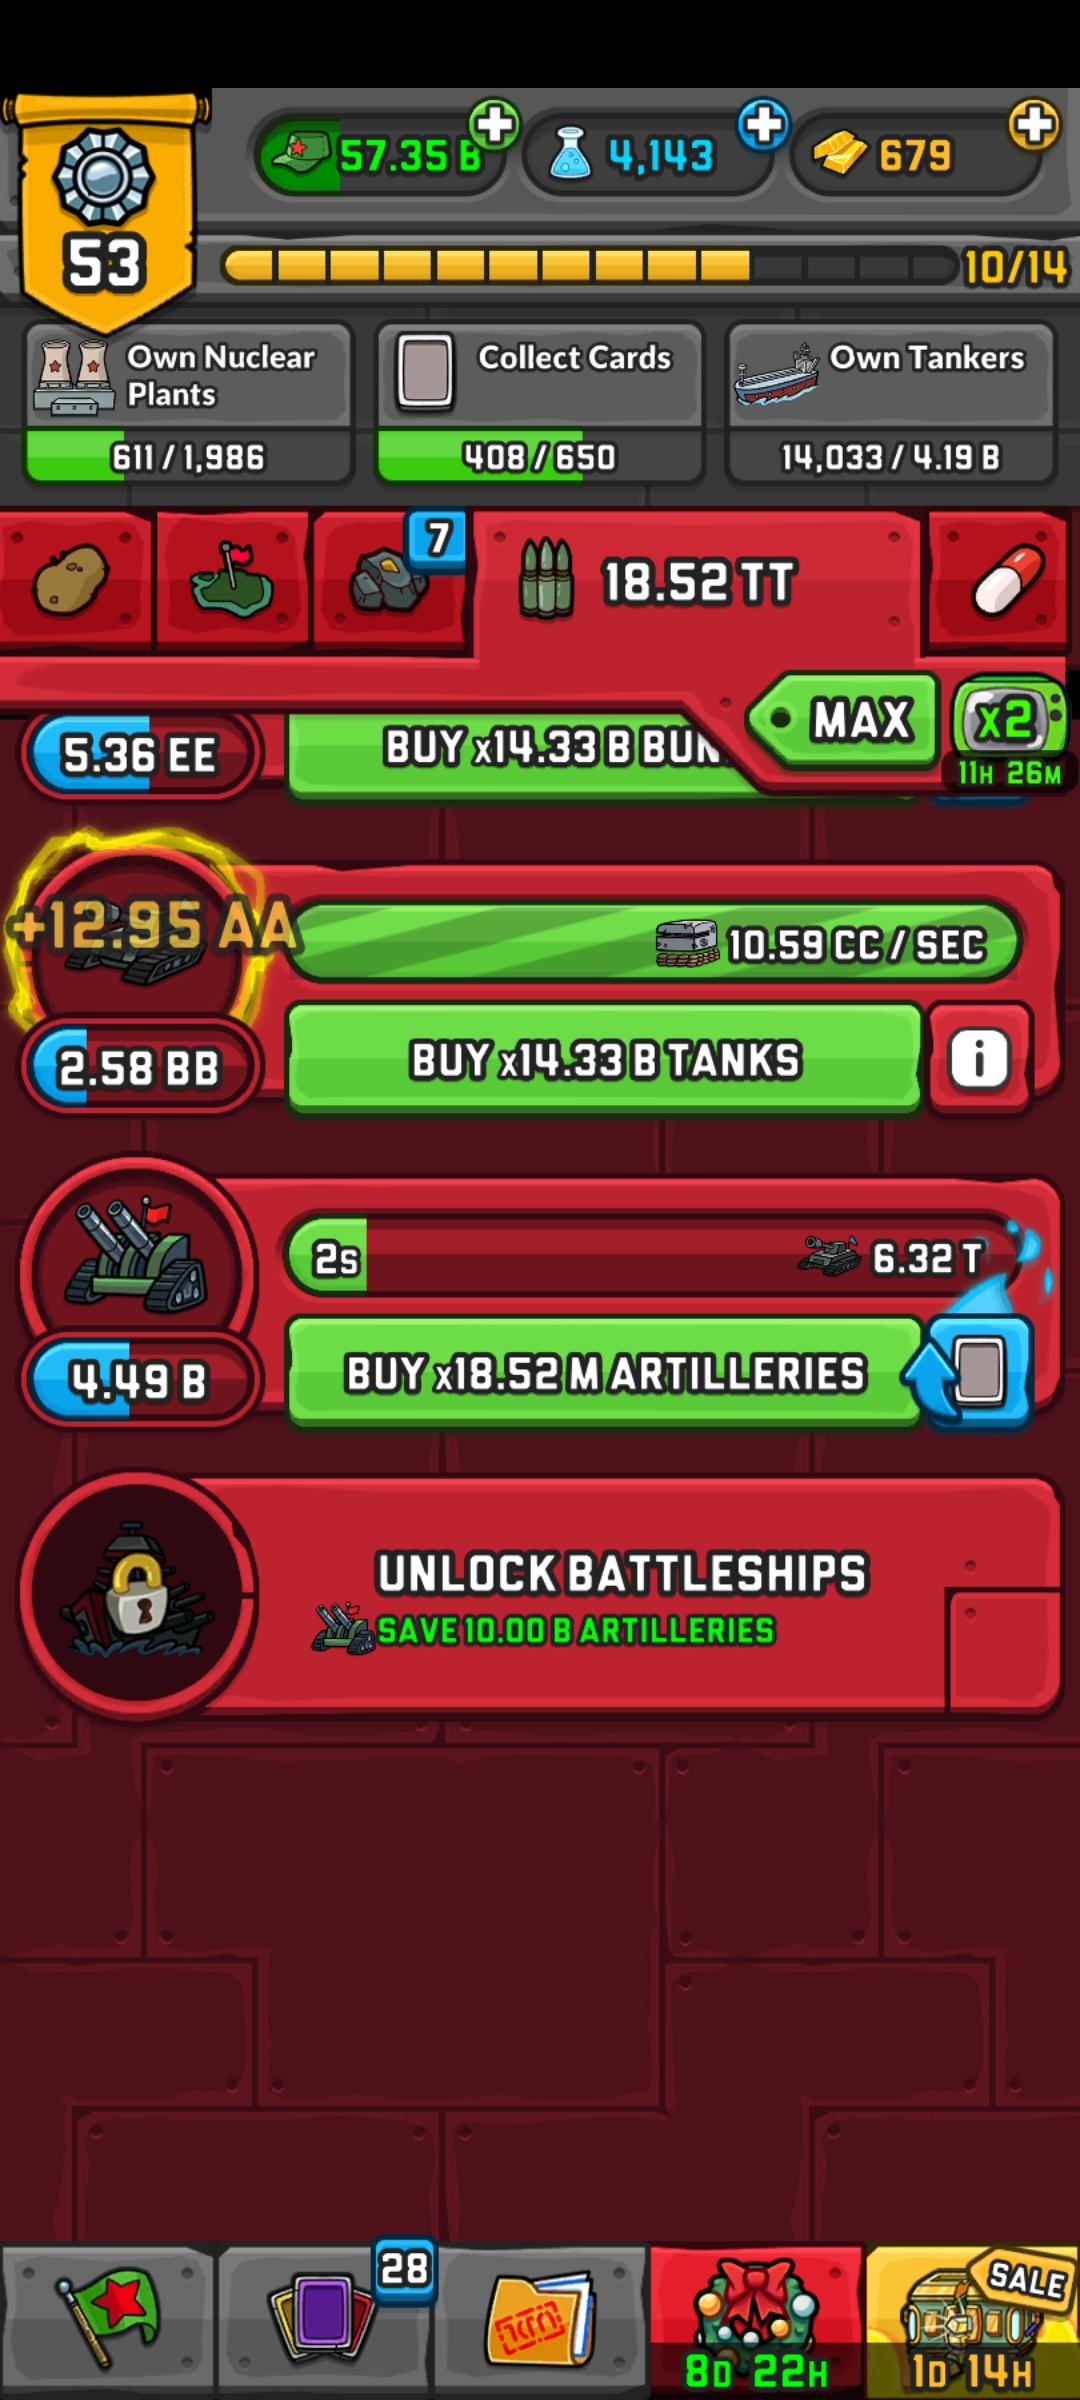 57.35 B
4,143
679
53
10/14
Own Nuclear
Plants
611 / 1,986
Collect Cards
408 / 650
Own Tankers
14,033 / 4.19 B
7
18.52 TT
MAX
x2
11H 26M
5.36 EE
BUY x14.33 B BUN
+12.95 AA
10.59 CC / SEC
2.58 BB
BUY x14.33 B TANKS
i
2s
6.32 T
4.49 B
BUY x18.52 M ARTILLERIES
UNLOCK BATTLESHIPS
SAVE 10.00 B ARTILLERIES
28
SALE
8D 22H
1D 14H